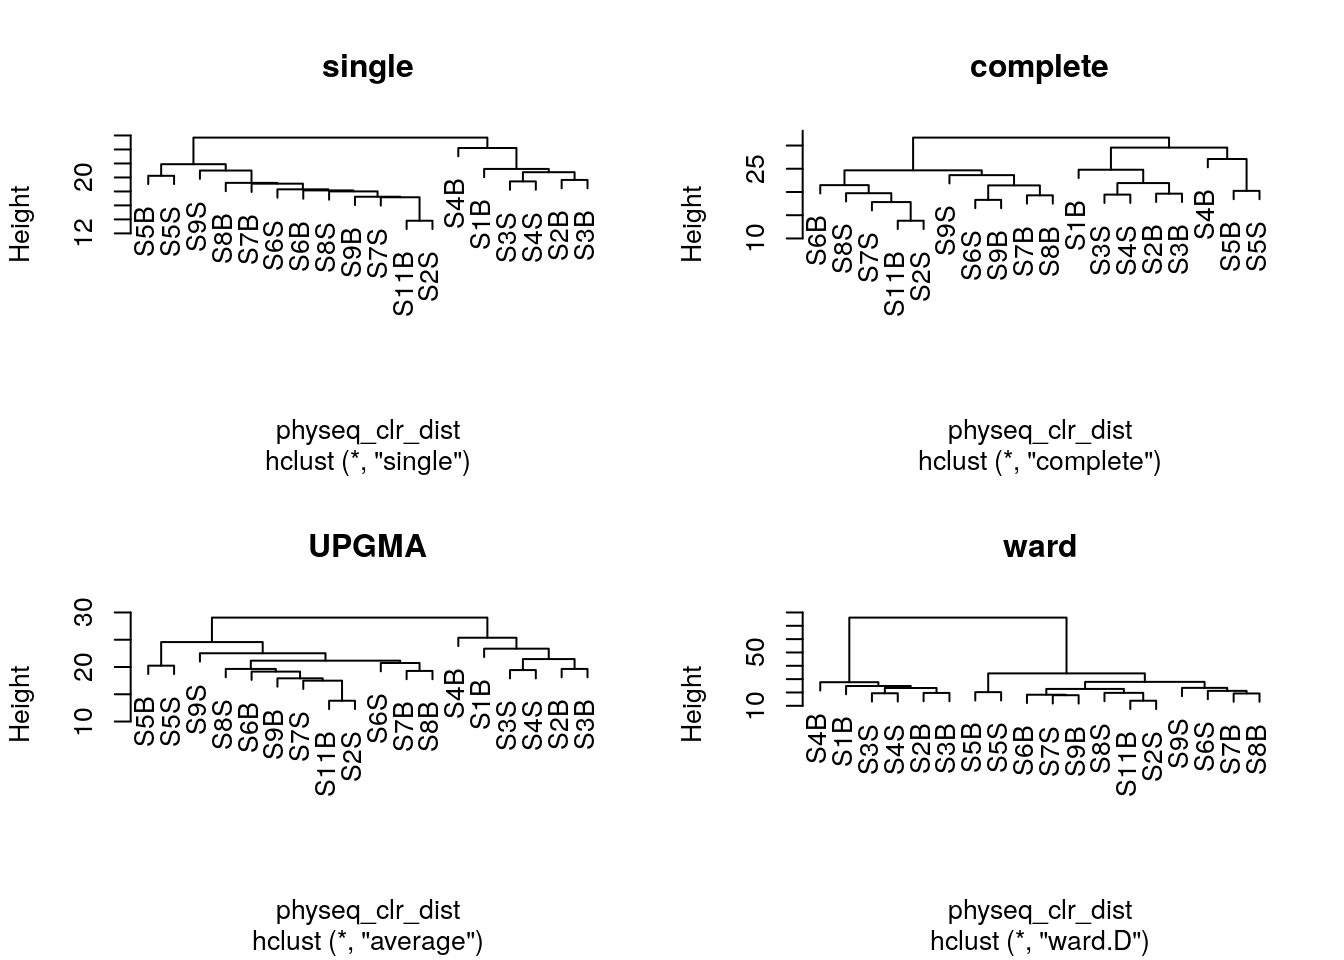 single
Height
12 20
S5B S5S S9S S8B S7B S6S S6B S8S S9B S7S S11B S2S S4B S1B S3S S4S S2B S3B
physeq_clr_dist
hclust (*, "single")
complete
Height
10 25
S6B S8S S7S S11B S2S S9S S6S S9B S7B S8B S1B S3S S4S S2B S3B S4B S5B S5S
physeq_clr_dist
hclust (*, "complete")
UPGMA
Height
10 20 30
S5B S5S S9S S8S S6B S9B S7S S11B S2S S6S S7B S8B S4B S1B S3S S4S S2B S3B
physeq_clr_dist
hclust (*, "average")
ward
Height
10 50
S4B S1B S3S S4S S2B S3B S5B S5S S6B S7S S9B S8S S11B S2S S9S S6S S7B S8B
physeq_clr_dist
hclust (*, "ward.D")